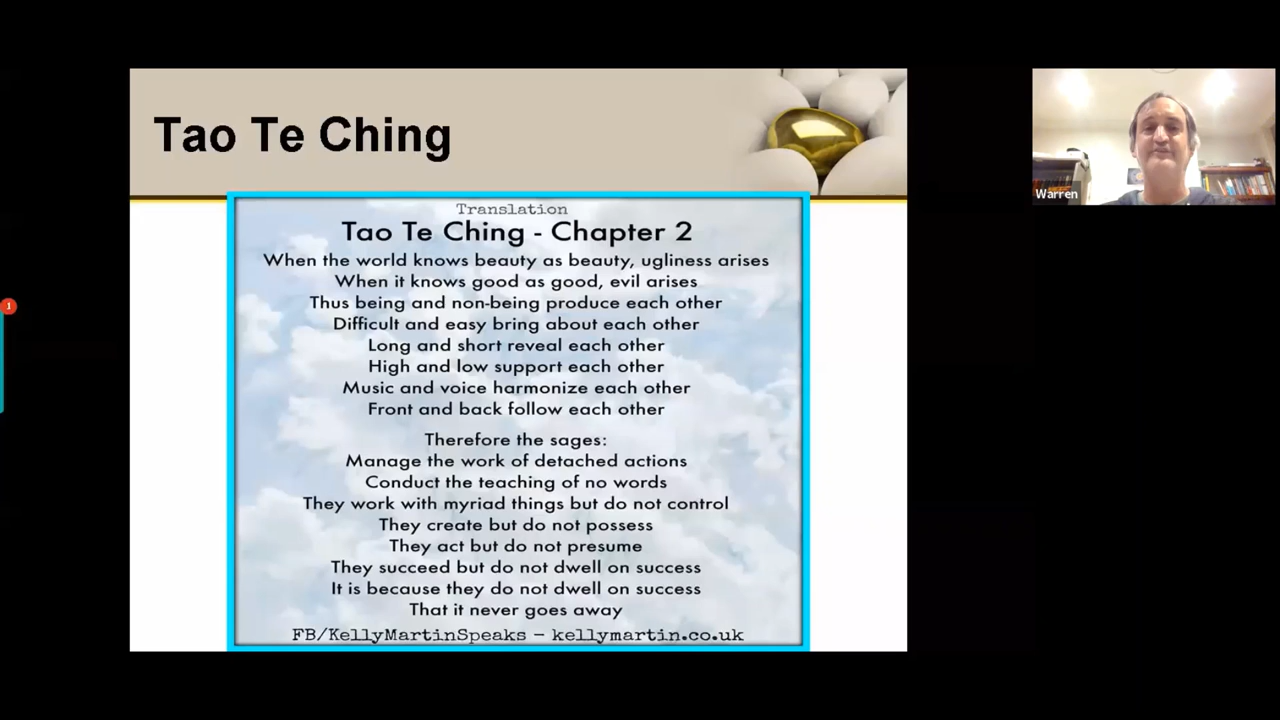 Tao Te Ching
Translation
Tao Te Ching - Chapter 2
When the world knows beauty as beauty, ugliness arises
When it knows good as good, evil arises
Thus being and non-being produce each other
Difficult and easy bring about each other
Long and short reveal each other
High and low support each other
Music and voice harmonize each other
Front and back follow each other
Therefore the sages:
Manage the work of detached actions
Conduct the teaching of no words
They work with myriad things but do not control
They create but do not possess
They act but do not presume
They succeed but do not dwell on success
It is because they do not dwell on success
That it never goes away
FB/KellyMartinSpeaks – kellymartin.co.uk
Warren
1